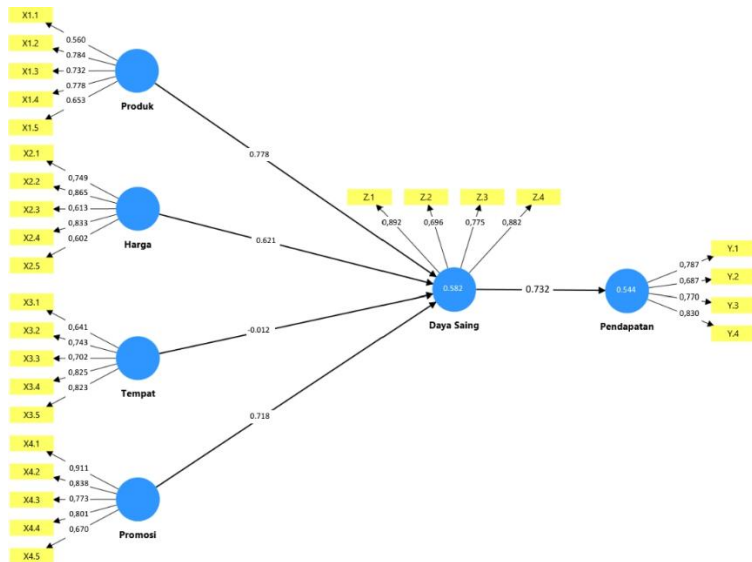 X1.1
X1.2
X1.3
X1.4
X1.5
0.560
0.784
0.732
0.778
0.653
Produk
X2.1
X2.2
X2.3
X2.4
X2.5
0,749
0,865
0,613
0,833
0,602
Harga
X3.1
X3.2
X3.3
X3.4
X3.5
0,641
0,743
0,702
0,825
0,823
Tempat
X4.1
X4.2
X4.3
X4.4
X4.5
0,911
0,838
0,773
0,801
0,670
Promosi
0.778
0.621
-0.012
0.718
Z.1
Z.2
Z.3
Z.4
0,892
0,696
0,775
0,882
0.582
Daya Saing
0.732
0.544
Pendapatan
0,787
0,687
0,770
0,830
Y.1
Y.2
Y.3
Y.4